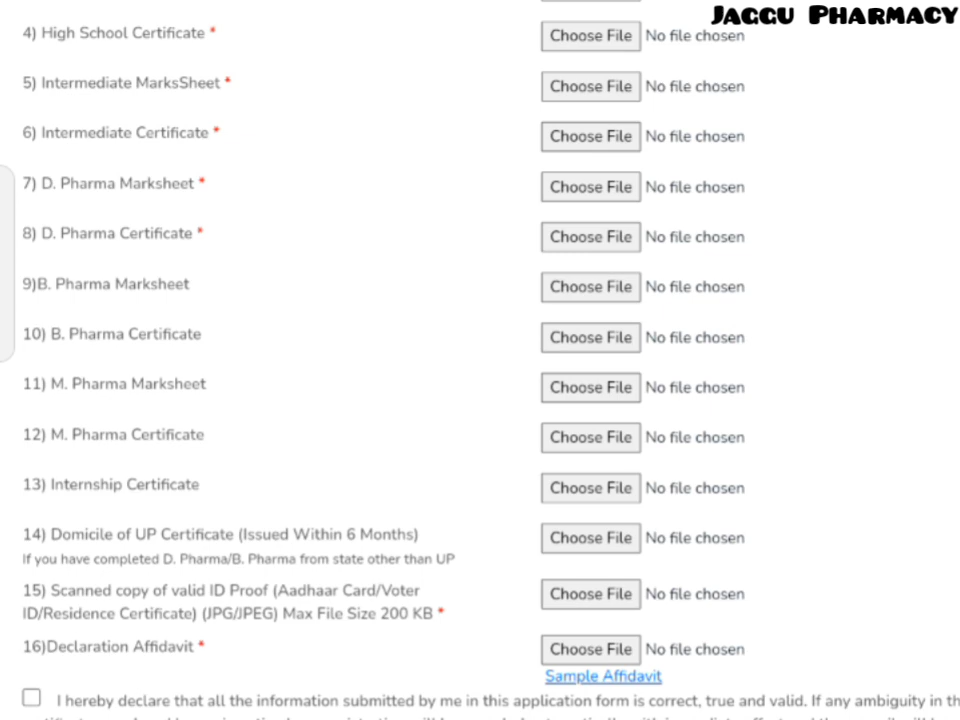 JAGGU PHARMACY
4) High School Certificate * Choose File No file chosen
5) Intermediate MarksSheet * Choose File No file chosen
6) Intermediate Certificate * Choose File No file chosen
7) D. Pharma Marksheet * Choose File No file chosen
8) D. Pharma Certificate * Choose File No file chosen
9)B. Pharma Marksheet Choose File No file chosen
10) B. Pharma Certificate Choose File No file chosen
11) M. Pharma Marksheet Choose File No file chosen
12) M. Pharma Certificate Choose File No file chosen
13) Internship Certificate Choose File No file chosen
14) Domicile of UP Certificate (Issued Within 6 Months) Choose File No file chosen
If you have completed D. Pharma/B. Pharma from state other than UP
15) Scanned copy of valid ID Proof (Aadhaar Card/Voter Choose File No file chosen
ID/Residence Certificate) (JPG/JPEG) Max File Size 200 KB *
16)Declaration Affidavit * Choose File No file chosen
Sample Affidavit
I hereby declare that all the information submitted by me in this application form is correct, true and valid. If any ambiguity in th